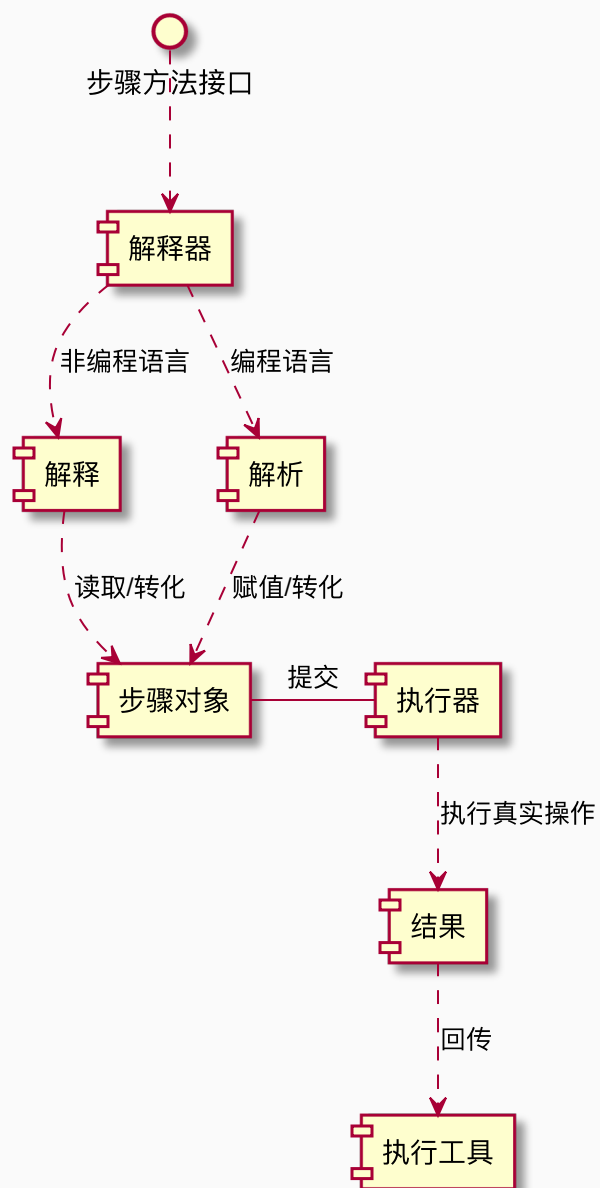 步骤方法接口
解释器
非编程语言
编程语言
解释
解析
读取/转化
赋值/转化
提交
步骤对象
执行器
执行真实操作
结果
回传
执行工具